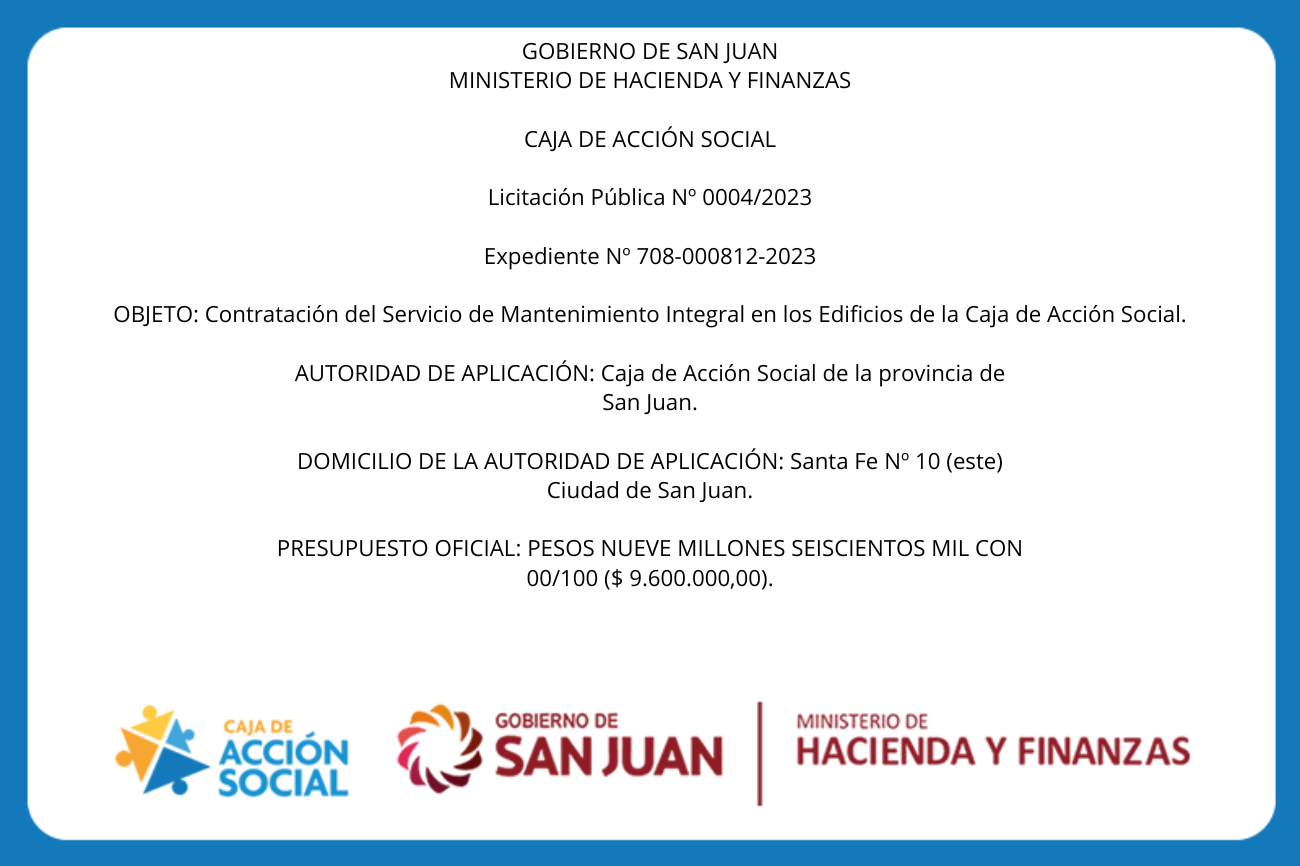 GOBIERNO DE SAN JUAN
MINISTERIO DE HACIENDA Y FINANZAS
CAJA DE ACCIÓN SOCIAL
Licitación Pública Nº 0004/2023
Expediente Nº 708-000812-2023
OBJETO: Contratación del Servicio de Mantenimiento Integral en los Edificios de la Caja de Acción Social.
AUTORIDAD DE APLICACIÓN: Caja de Acción Social de la provincia de
San Juan.
DOMICILIO DE LA AUTORIDAD DE APLICACIÓN: Santa Fe Nº 10 (este)
Ciudad de San Juan.
PRESUPUESTO OFICIAL: PESOS NUEVE MILLONES SEISCIENTOS MIL CON
00/100 ($ 9.600.000,00).
CAJA DE
ACCIÓN
SOCIAL
GOBIERNO DE
SAN JUAN
MINISTERIO DE
HACIENDA Y FINANZAS